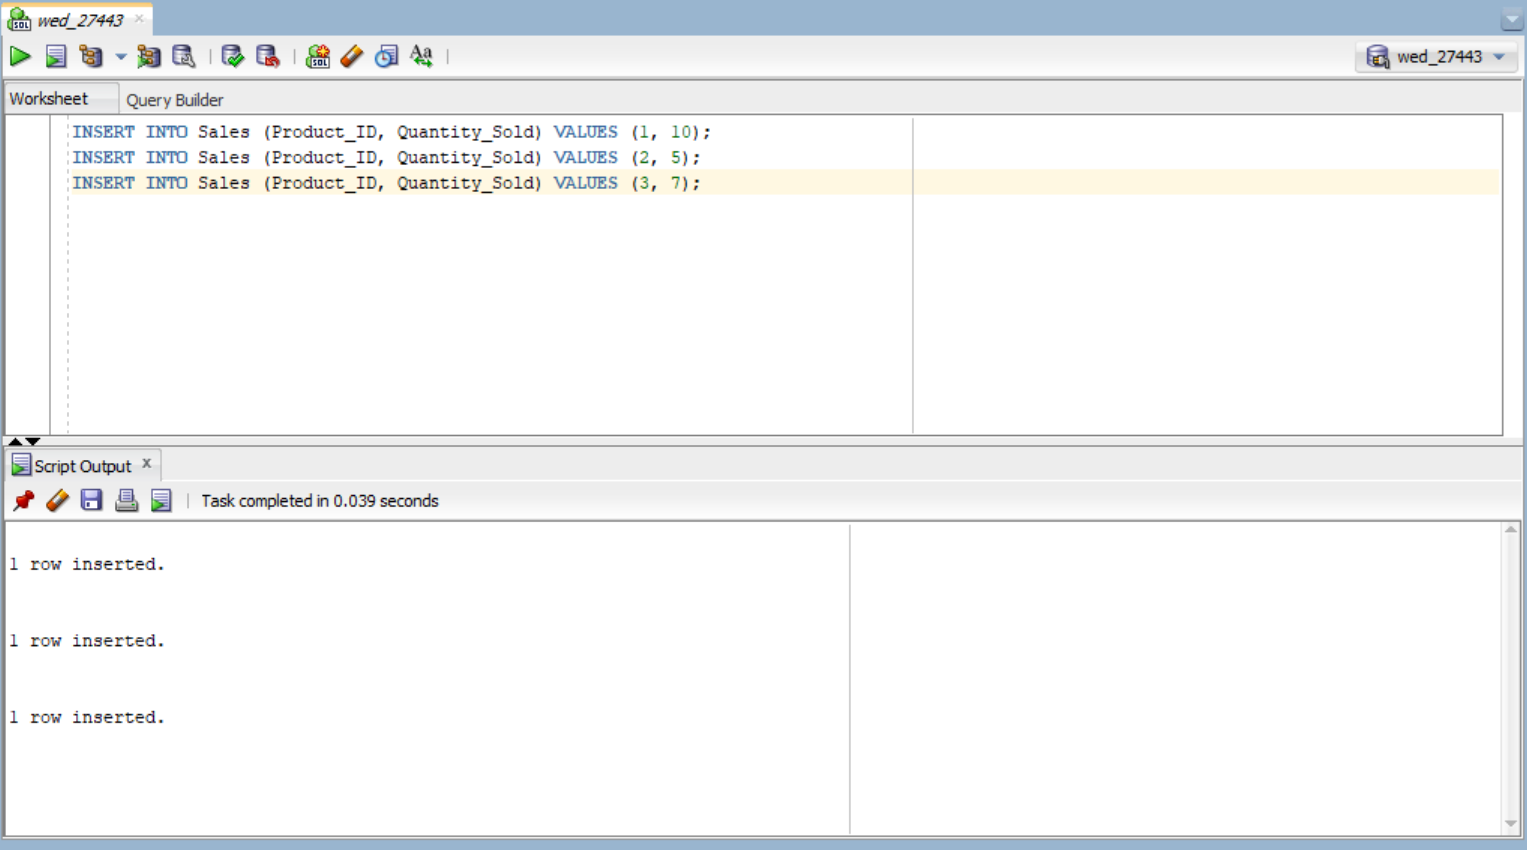 wed_27443
wed_27443
Worksheet
Query Builder
INSERT INTO Sales (Product_ID, Quantity_Sold) VALUES (1, 10);
INSERT INTO Sales (Product_ID, Quantity_Sold) VALUES (2, 5);
INSERT INTO Sales (Product_ID, Quantity_Sold) VALUES (3, 7);
Script Output
Task completed in 0.039 seconds
1 row inserted.
1 row inserted.
1 row inserted.